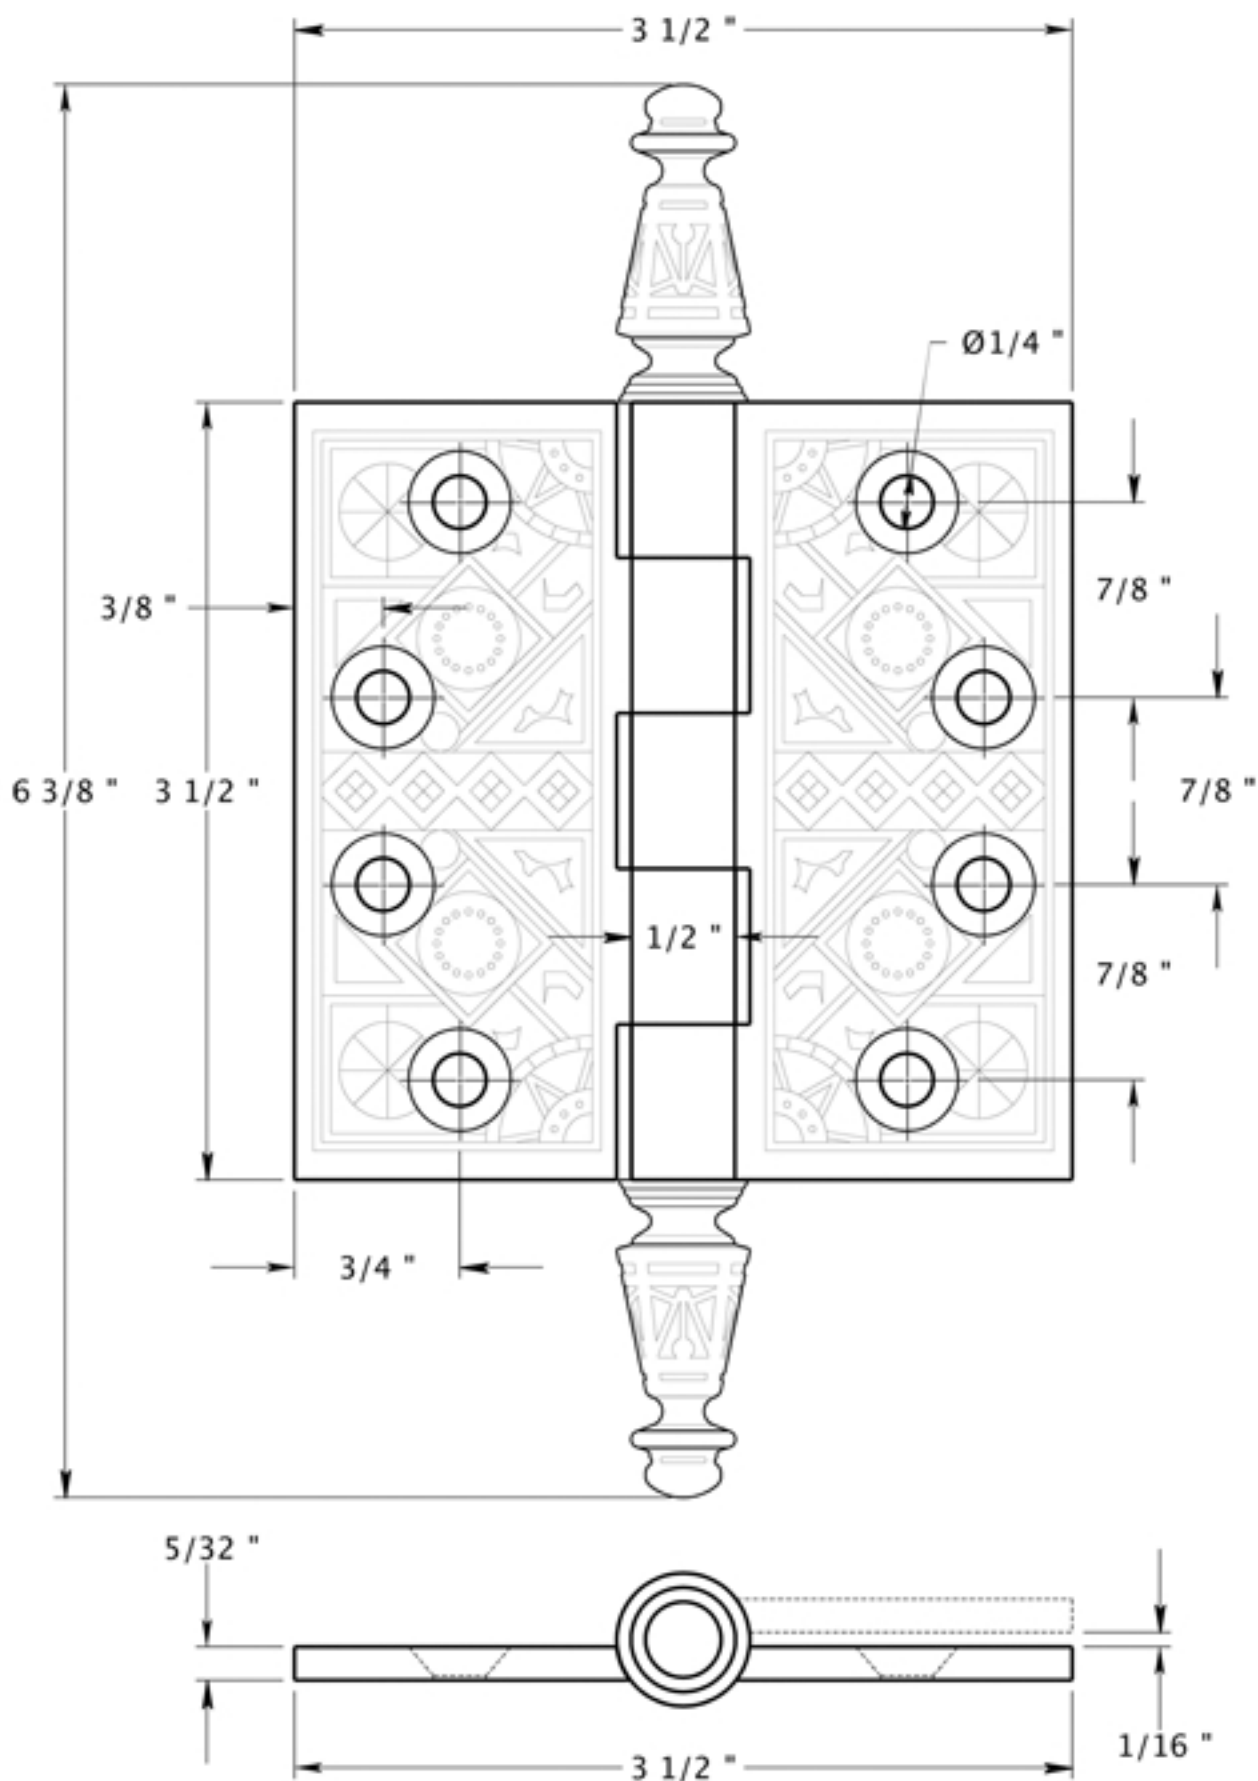 3 1/2 "
Ø1/4 "
7/8 "
3/8 "
6 3/8 "
3 1/2 "
7/8 "
1/2 "
7/8 "
3/4 "
5/32 "
1/16 "
3 1/2 "